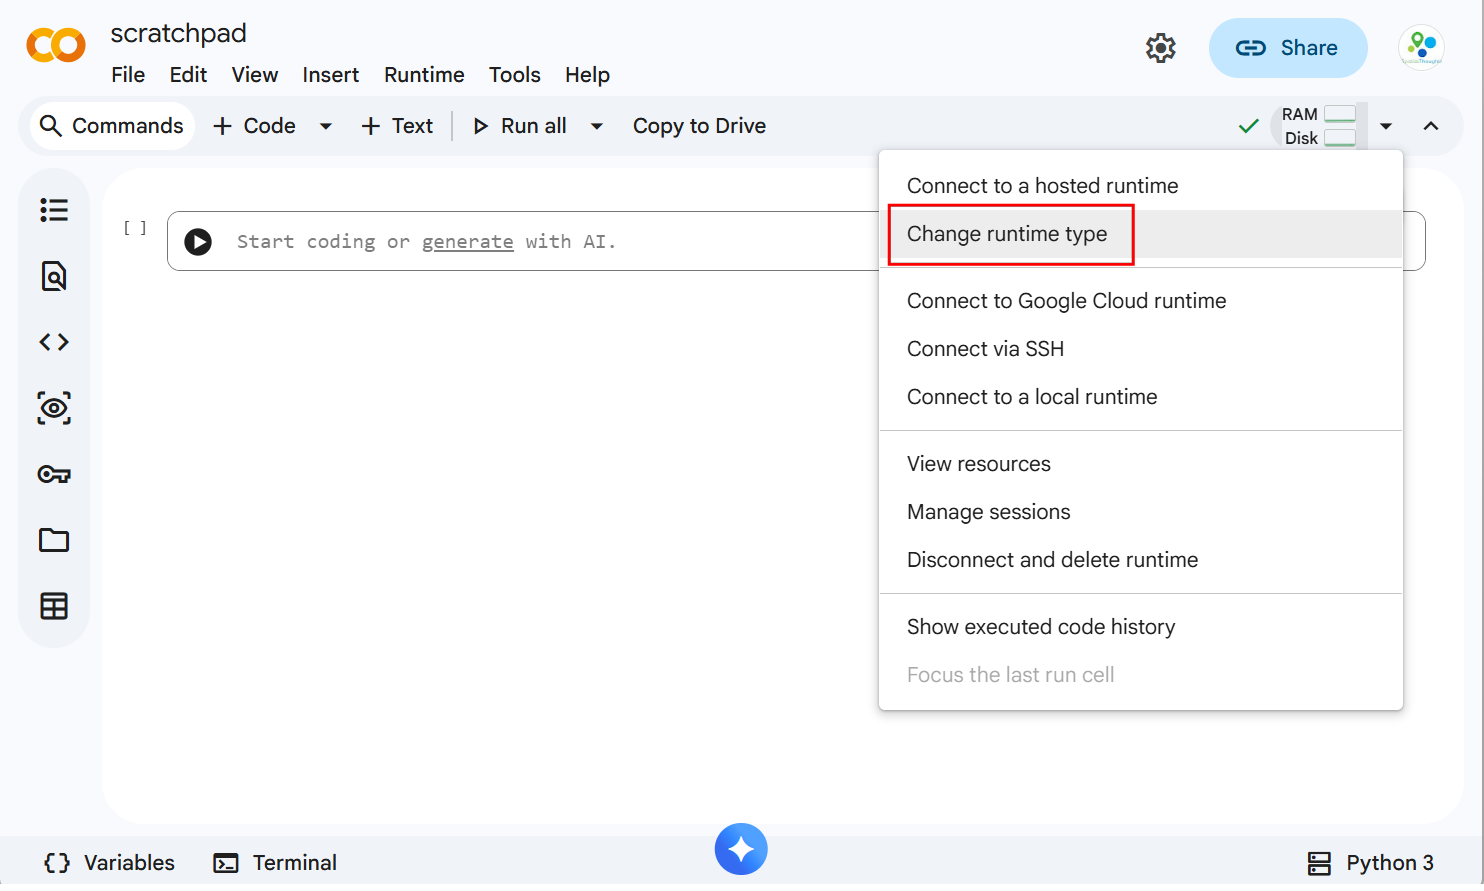 scratchpad
File Edit View Insert Runtime Tools Help
Share
Commands + Code + Text Run all Copy to Drive
RAM
Disk
Connect to a hosted runtime
Change runtime type
Connect to Google Cloud runtime
Connect via SSH
Connect to a local runtime
View resources
Manage sessions
Disconnect and delete runtime
Show executed code history
Focus the last run cell
[ ] Start coding or generate with AI.
{ } Variables Terminal Python 3